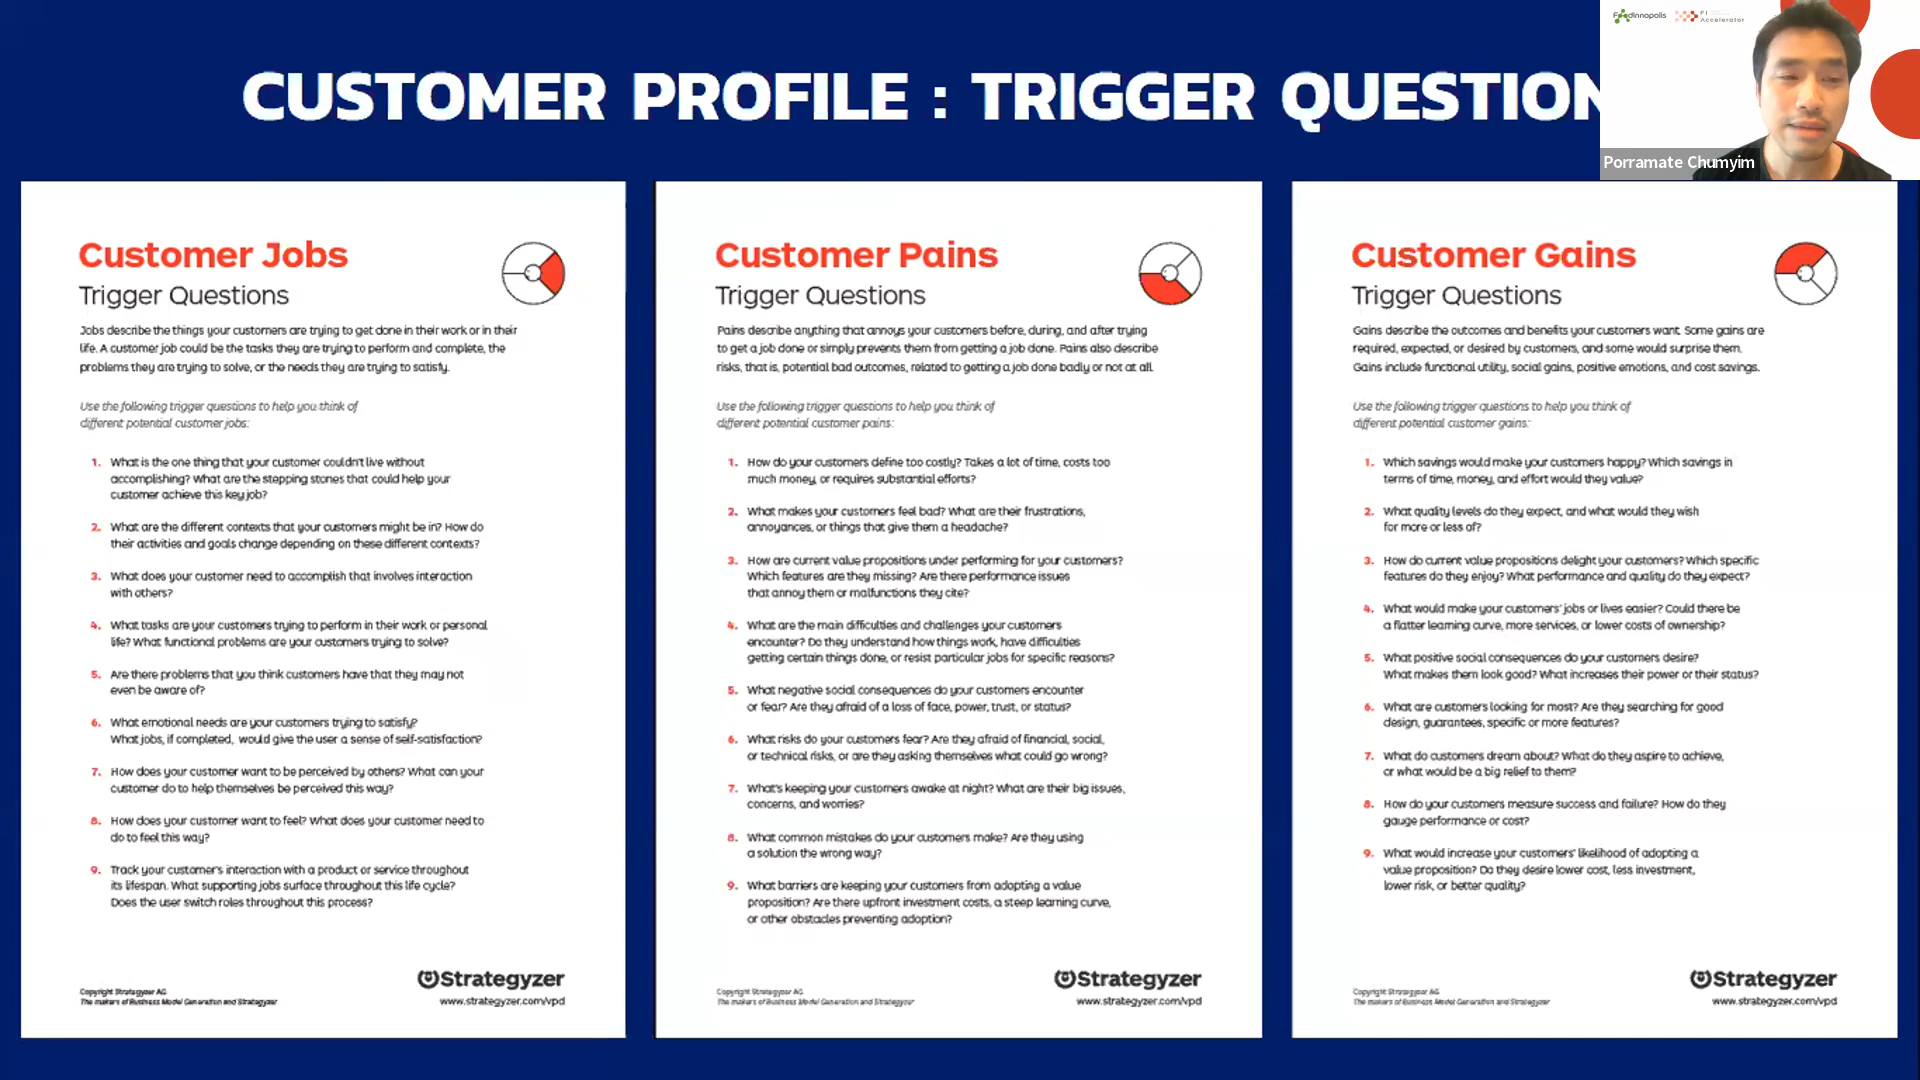 CUSTOMER PROFILE : TRIGGER QUESTION
Foodinnopolis
FI
Accelerator
Porramate Chumyim
Customer Jobs
Trigger Questions
Jobs describe the things your customers are trying to get done in their work or in their
life. A customer job could be the tasks they are trying to perform and complete, the
problems they are trying to solve, or the needs they are trying to satisfy.
Use the following trigger questions to help you think of
different potential customer jobs:
1. What is the one thing that your customer couldn't live without
accomplishing? What are the stepping stones that could help your
customer achieve this key job?
2. What are the different contexts that your customers might be in? How do
their activities and goals change depending on these different contexts?
3. What does your customer need to accomplish that involves interaction
with others?
4. What tasks are your customers trying to perform in their work or personal
life? What functional problems are your customers trying to solve?
5. Are there problems that you think customers have that they may not
even be aware of?
6. What emotional needs are your customers trying to satisfy?
What jobs, if completed, would give the user a sense of self-satisfaction?
7. How does your customer want to be perceived by others? What can your
customer do to help themselves be perceived this way?
8. How does your customer want to feel? What does your customer need to
do to feel this way?
9. Track your customer's interaction with a product or service throughout
its lifespan. What supporting jobs surface throughout this life cycle?
Does the user switch roles throughout this process?
Copyright Strategyzer AG
The makers of Business Model Generation and Strategyzer
Strategyzer
www.strategyzer.com/vpd
Customer Pains
Trigger Questions
Pains describe anything that annoys your customers before, during, and after trying
to get a job done or simply prevents them from getting a job done. Pains also describe
risks, that is, potential bad outcomes, related to getting a job done badly or not at all.
Use the following trigger questions to help you think of
different potential customer pains:
1. How do your customers define too costly? Takes a lot of time, costs too
much money, or requires substantial efforts?
2. What makes your customers feel bad? What are their frustrations,
annoyances, or things that give them a headache?
3. How are current value propositions under performing for your customers?
Which features are they missing? Are there performance issues
that annoy them or malfunctions they cite?
4. What are the main difficulties and challenges your customers
encounter? Do they understand how things work, have difficulties
getting certain things done, or resist particular jobs for specific reasons?
5. What negative social consequences do your customers encounter
or fear? Are they afraid of a loss of face, power, trust, or status?
6. What risks do your customers fear? Are they afraid of financial, social,
or technical risks, or are they asking themselves what could go wrong?
7. What's keeping your customers awake at night? What are their big issues,
concerns, and worries?
8. What common mistakes do your customers make? Are they using
a solution the wrong way?
9. What barriers are keeping your customers from adopting a value
proposition? Are there upfront investment costs, a steep learning curve,
or other obstacles preventing adoption?
Copyright Strategyzer AG
The makers of Business Model Generation and Strategyzer
Strategyzer
www.strategyzer.com/vpd
Customer Gains
Trigger Questions
Gains describe the outcomes and benefits your customers want. Some gains are
required, expected, or desired by customers, and some would surprise them.
Gains include functional utility, social gains, positive emotions, and cost savings.
Use the following trigger questions to help you think of
different potential customer gains:
1. Which savings would make your customers happy? Which savings in
terms of time, money, and effort would they value?
2. What quality levels do they expect, and what would they wish
for more or less of?
3. How do current value propositions delight your customers? Which specific
features do they enjoy? What performance and quality do they expect?
4. What would make your customers' jobs or lives easier? Could there be
a flatter learning curve, more services, or lower costs of ownership?
5. What positive social consequences do your customers desire?
What makes them look good? What increases their power or their status?
6. What are customers looking for most? Are they searching for good
design, guarantees, specific or more features?
7. What do customers dream about? What do they aspire to achieve,
or what would be a big relief to them?
8. How do your customers measure success and failure? How do they
gauge performance or cost?
9. What would increase your customers' likelihood of adopting a
value proposition? Do they desire lower cost, less investment,
lower risk, or better quality?
Copyright Strategyzer AG
The makers of Business Model Generation and Strategyzer
Strategyzer
www.strategyzer.com/vpd